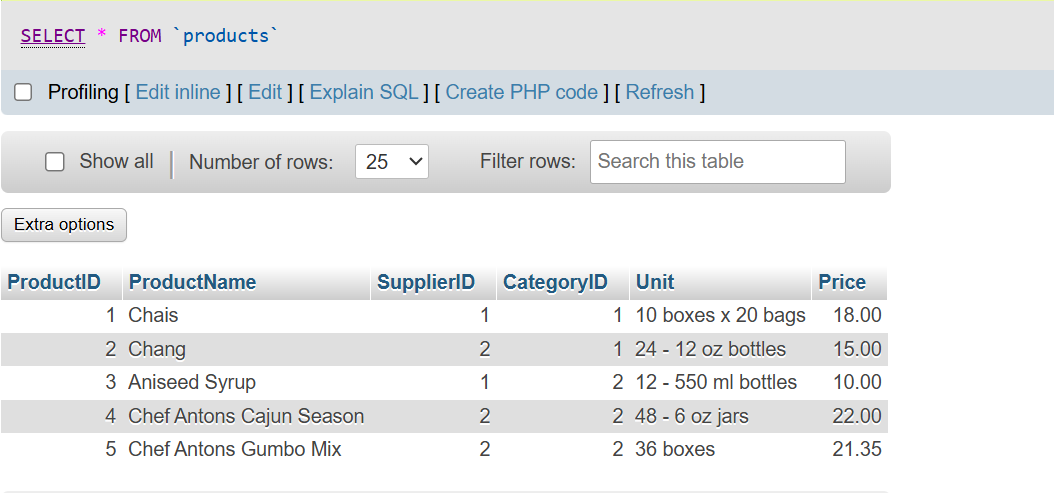 SELECT * FROM `products`
Profiling [ Edit inline ] [ Edit ] [ Explain SQL ] [ Create PHP code ] [ Refresh ]
Show all | Number of rows: 25 Filter rows: Search this table
Extra options
ProductID ProductName SupplierID CategoryID Unit Price
1 Chais 1 1 10 boxes x 20 bags 18.00
2 Chang 2 1 24 - 12 oz bottles 15.00
3 Aniseed Syrup 1 2 12 - 550 ml bottles 10.00
4 Chef Antons Cajun Season 2 2 48 - 6 oz jars 22.00
5 Chef Antons Gumbo Mix 2 2 36 boxes 21.35